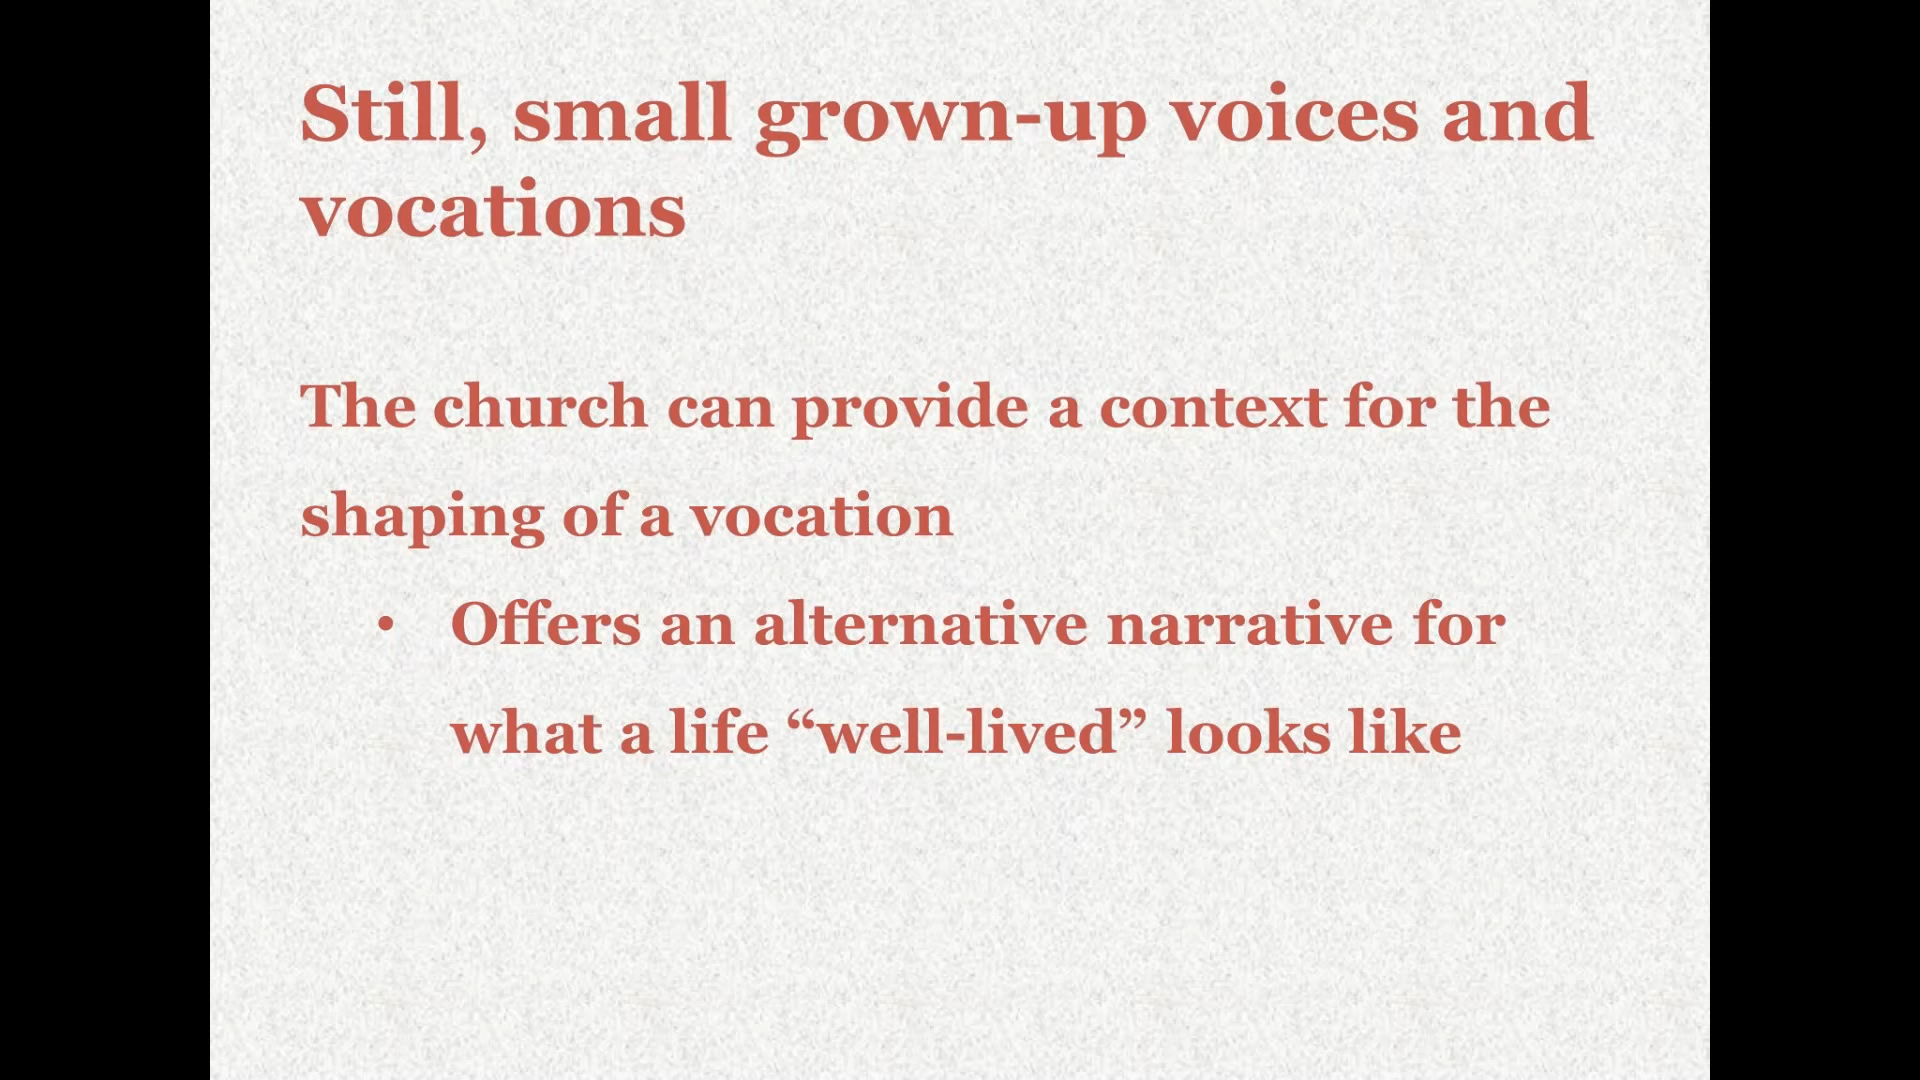 Still, small grown-up voices and
vocations
The church can provide a context for the
shaping of a vocation
• Offers an alternative narrative for
what a life “well-lived” looks like